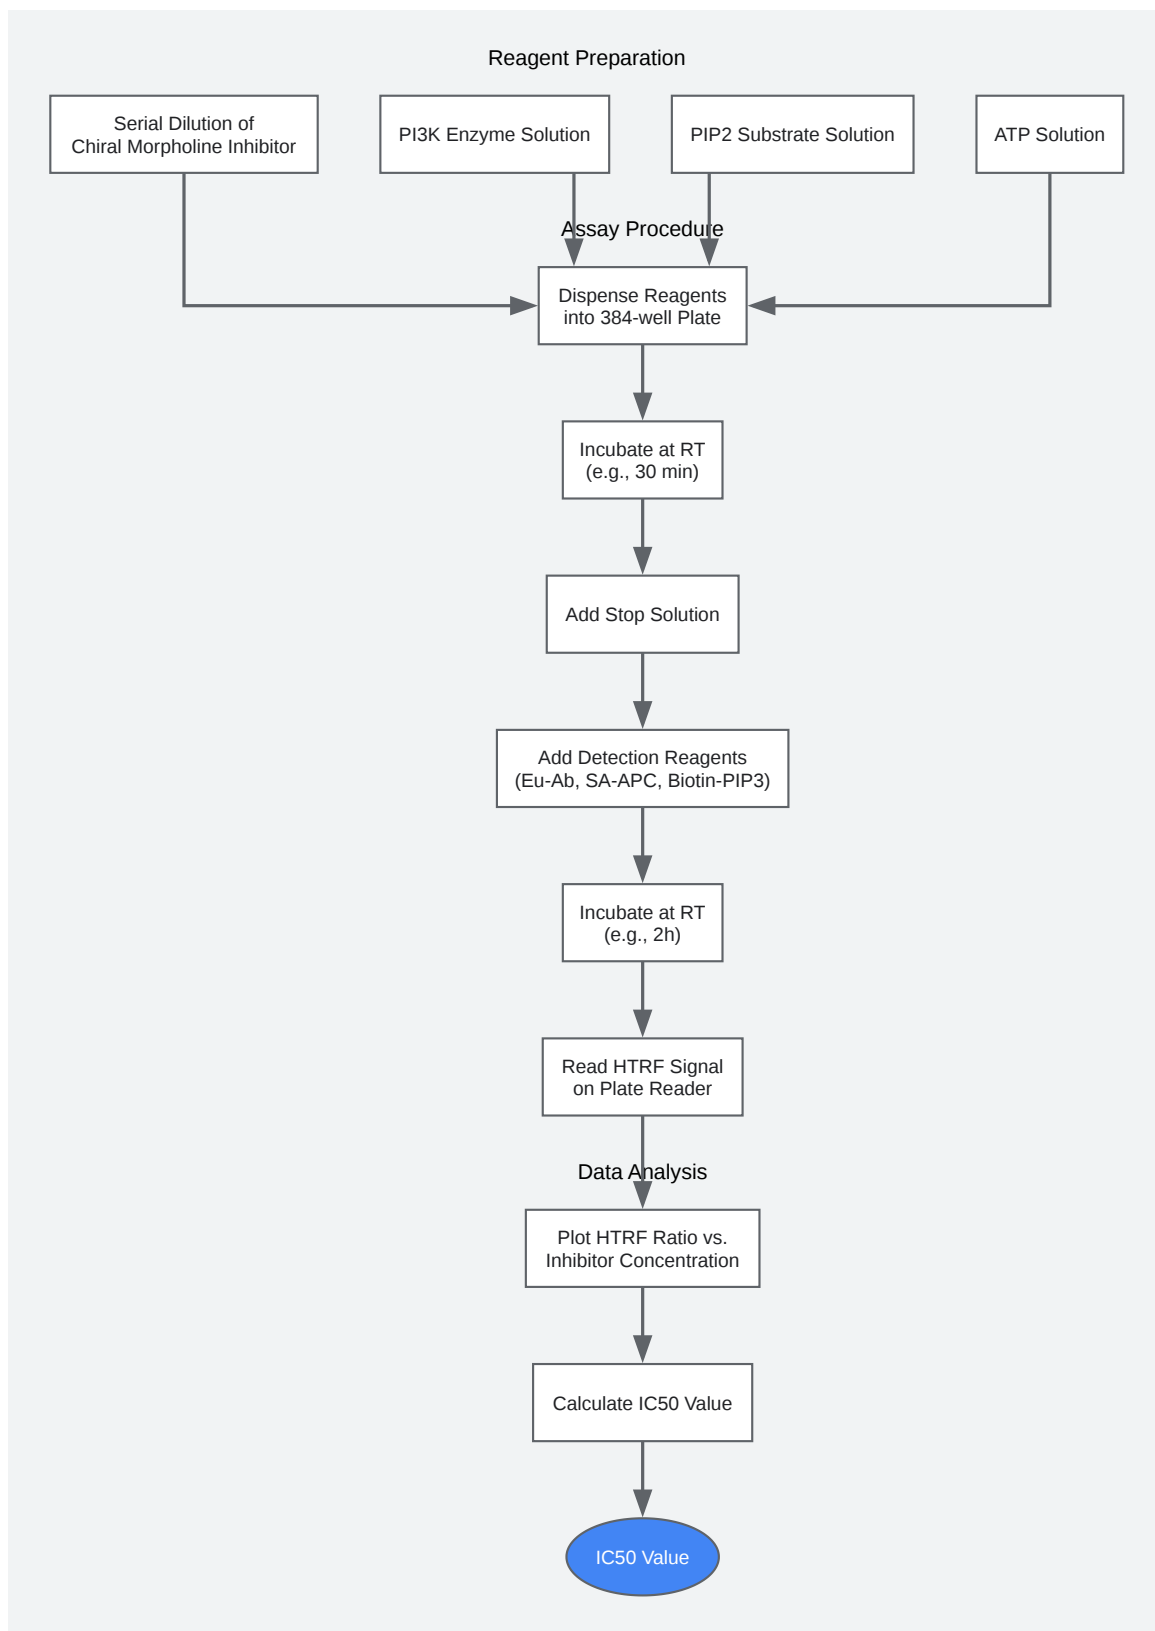 Reagent Preparation
Serial Dilution of
Chiral Morpholine Inhibitor
PI3K Enzyme Solution
PIP2 Substrate Solution
ATP Solution
Assay Procedure
Dispense Reagents
into 384-well Plate
Incubate at RT
(e.g., 30 min)
Add Stop Solution
Add Detection Reagents
(Eu-Ab, SA-APC, Biotin-PIP3)
Incubate at RT
(e.g., 2h)
Read HTRF Signal
on Plate Reader
Data Analysis
Plot HTRF Ratio vs.
Inhibitor Concentration
Calculate IC50 Value
IC50 Value